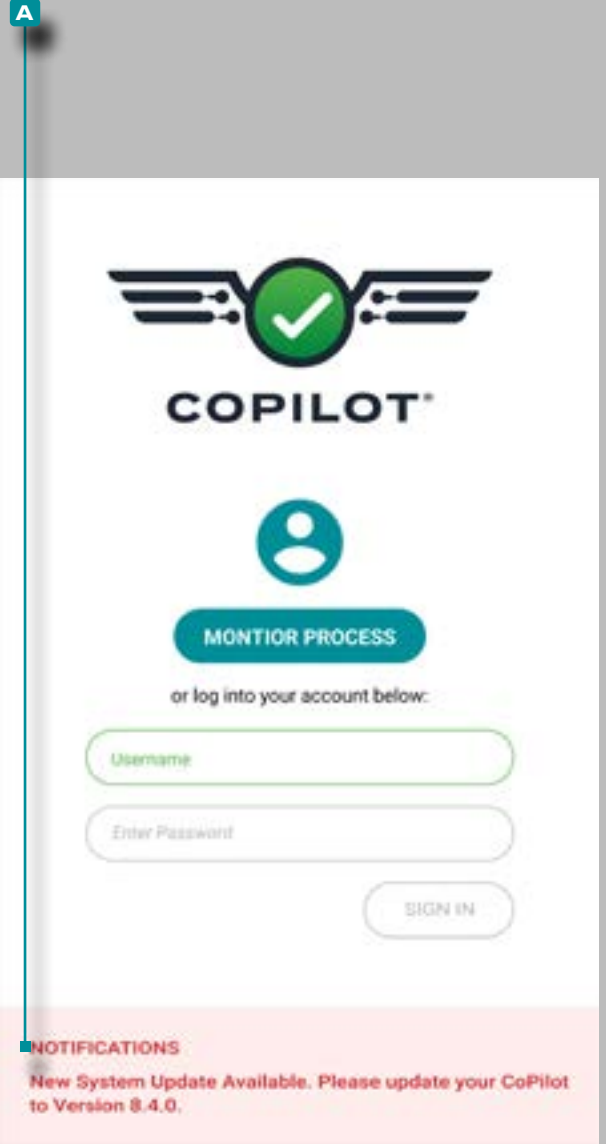 A
COPILOT®
MONTIOR PROCESS
or log into your account below:
Username
Enter Password
SIGN IN
NOTIFICATIONS
New System Update Available. Please update your CoPilot
to Version 8.4.0.